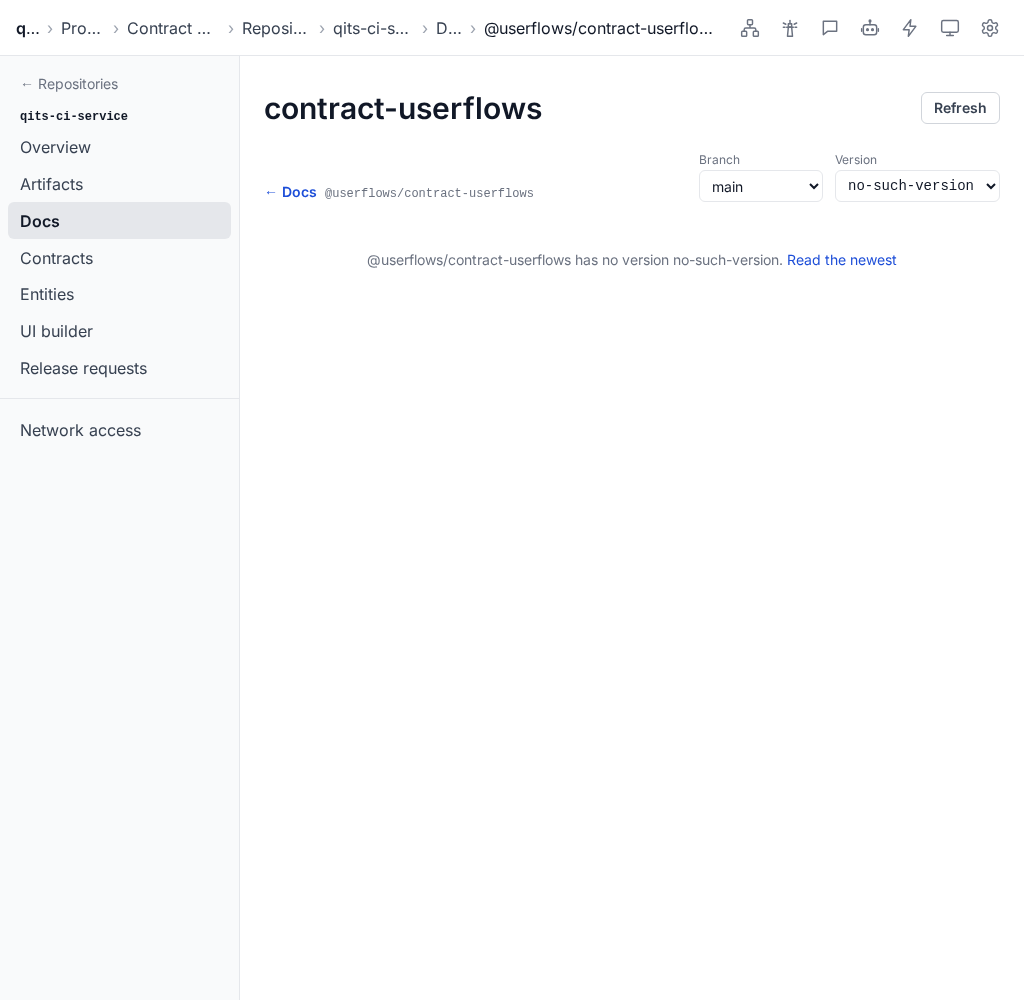 q... › Pro... › Contract ... › Reposi... › qits-ci-s... › D... › @userflows/contract-userflo...
← Repositories
qits-ci-service
Overview
Artifacts
Docs
Contracts
Entities
UI builder
Release requests
Network access
contract-userflows
Refresh
← Docs @userflows/contract-userflows
Branch
main
Version
no-such-version
@userflows/contract-userflows has no version no-such-version. Read the newest